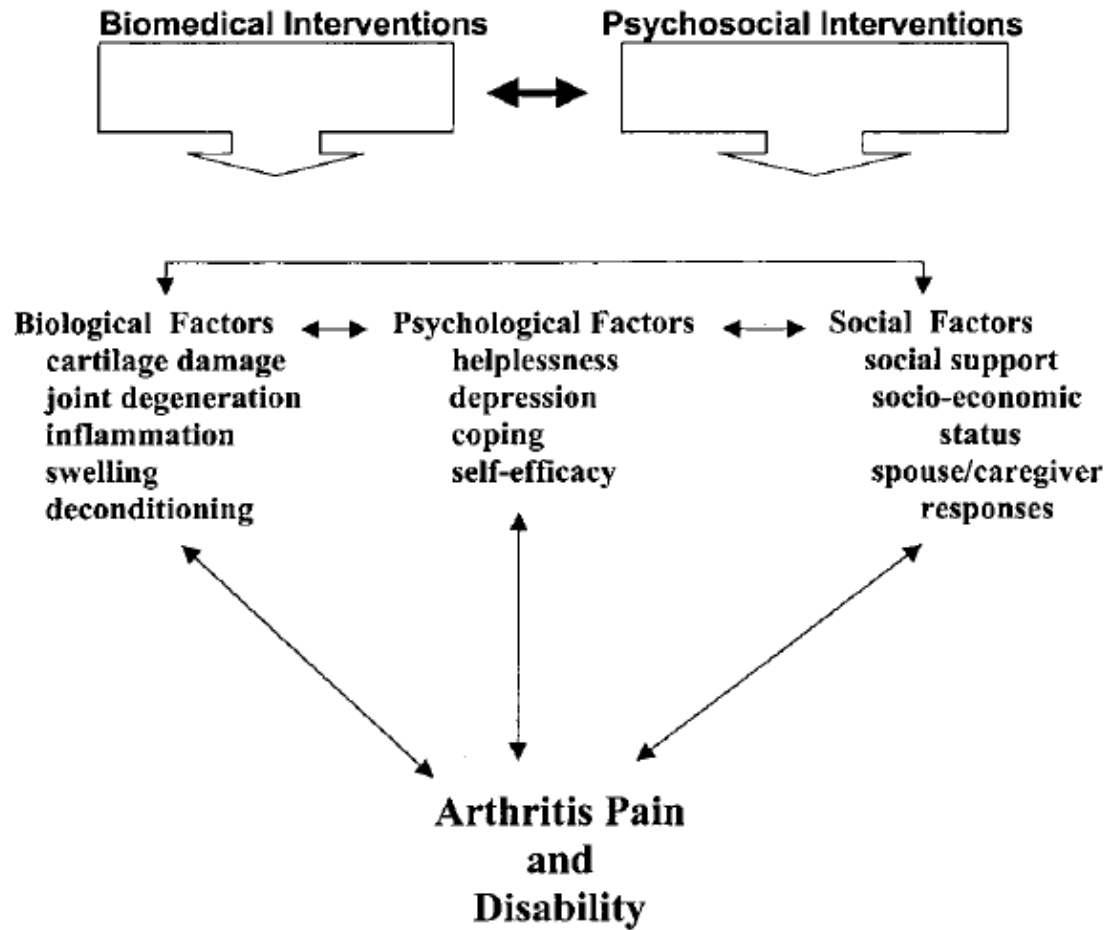 Biomedical Interventions
Psychosocial Interventions
Biological Factors
cartilage damage
joint degeneration
inflammation
swelling
deconditioning
Psychological Factors
helplessness
depression
coping
self-efficacy
Social Factors
social support
socio-economic
status
spouse/caregiver
responses
Arthritis Pain
and
Disability